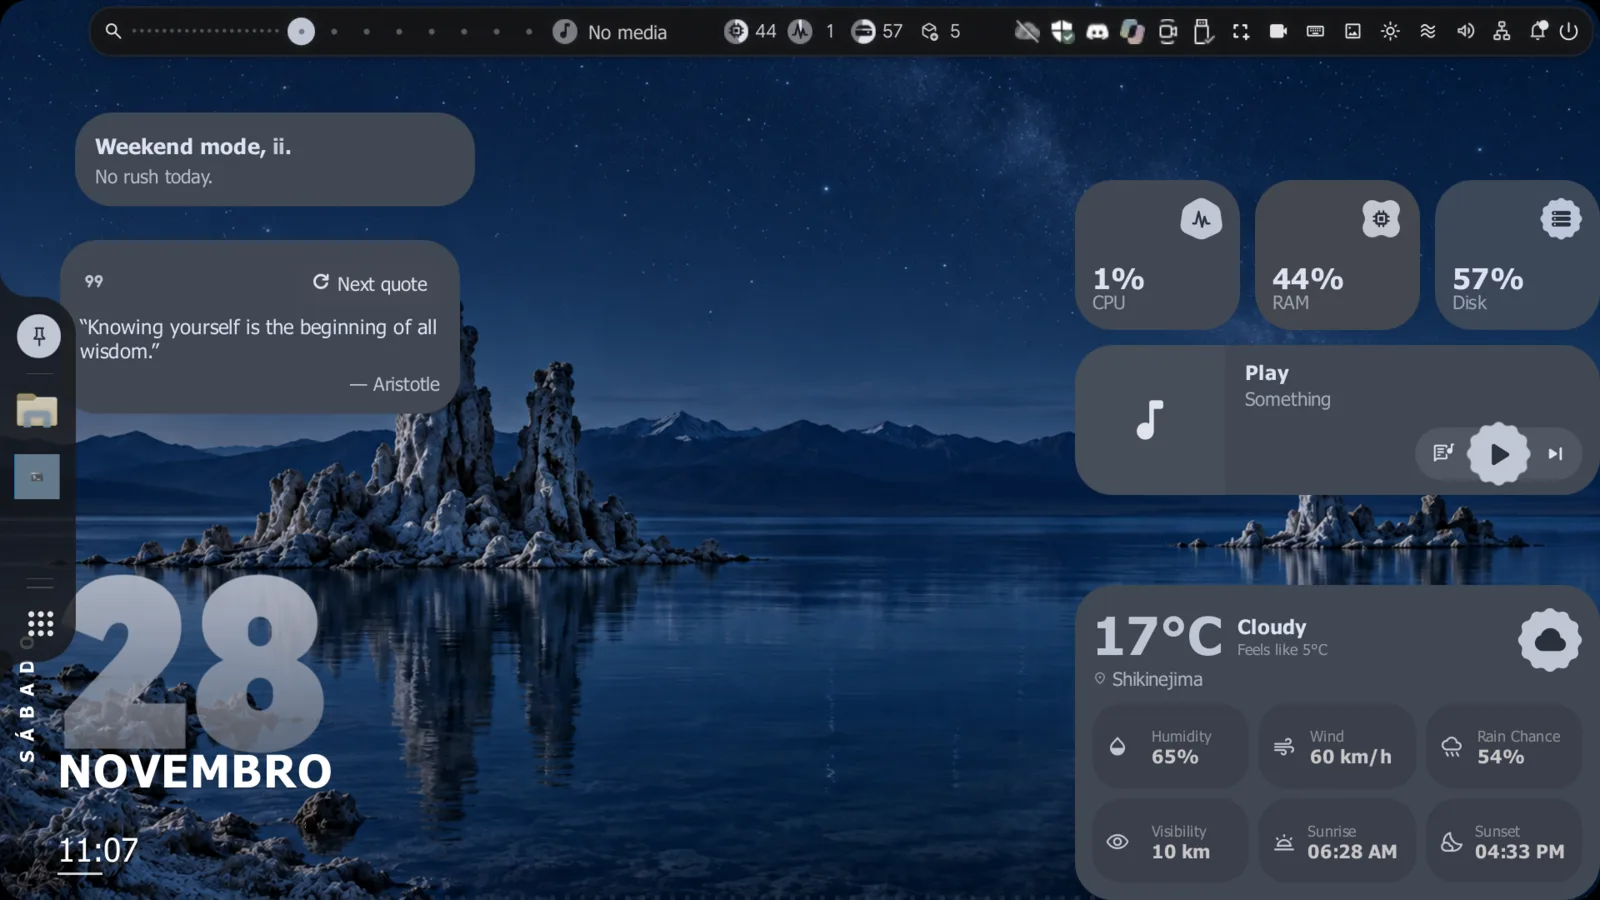 No media
44
1
57
5
Weekend mode, ii.
No rush today.
Next quote
“Knowing yourself is the beginning of all
wisdom.”
— Aristotle
1%
CPU
44%
RAM
57%
Disk
Play
Something
SÁBADO
28
NOVEMBRO
11:07
17°C
Cloudy
Feels like 5°C
Shikinejima
Humidity
65%
Wind
60 km/h
Rain Chance
54%
Visibility
10 km
Sunrise
06:28 AM
Sunset
04:33 PM